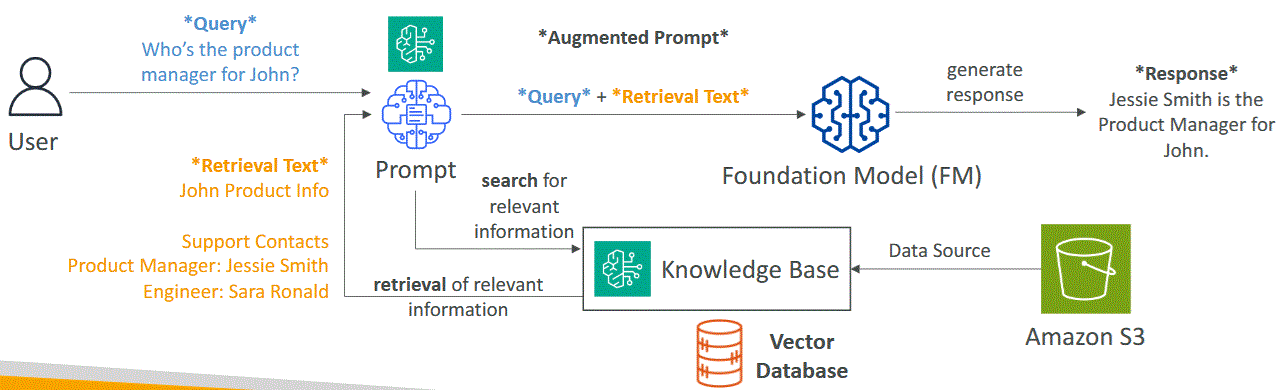 *Query*
Who's the product
manager for John?
User
*Retrieval Text*
John Product Info
Support Contacts
Product Manager: Jessie Smith
Engineer: Sara Ronald
Prompt
search for
relevant
information
retrieval of relevant
information
*Augmented Prompt*
*Query* + *Retrieval Text*
Foundation Model (FM)
generate
response
*Response*
Jessie Smith is the
Product Manager for
John.
Knowledge Base
Vector
Database
Data Source
Amazon S3